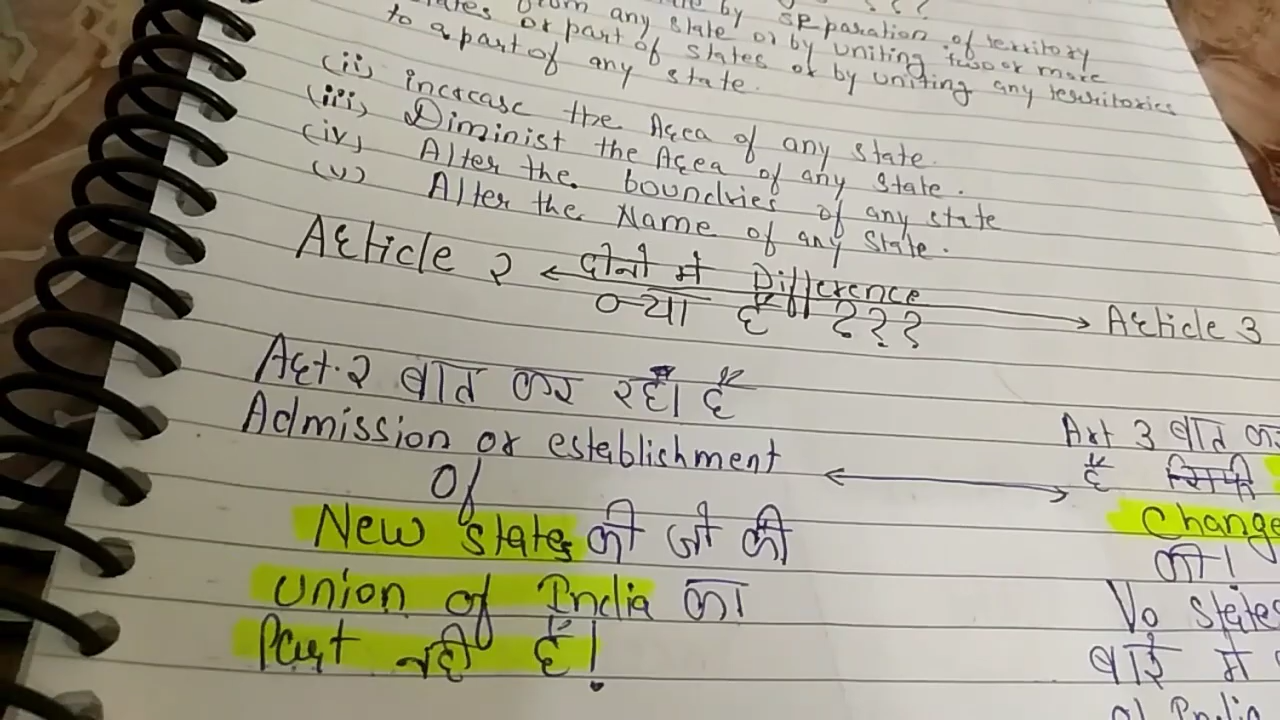 from any state or by separation of territory
or part of states or by uniting two or more
to a part of any state. by uniting any territories
(ii) increase the Area of any state.
(iii) Diminist the Area of any State.
(iv) Alter the boundries of any state
(v) Alter the Name of any State.
Article 2 ← दोनो मे Difference → Article 3
क्या है ???
Art.2 बात कर रहा है
Admission or establishment
of
New states की जो की
Union of India का
Part नही है!
Art 3 बात
है सिर्फ
Change
की।
Vo states
बारे मे